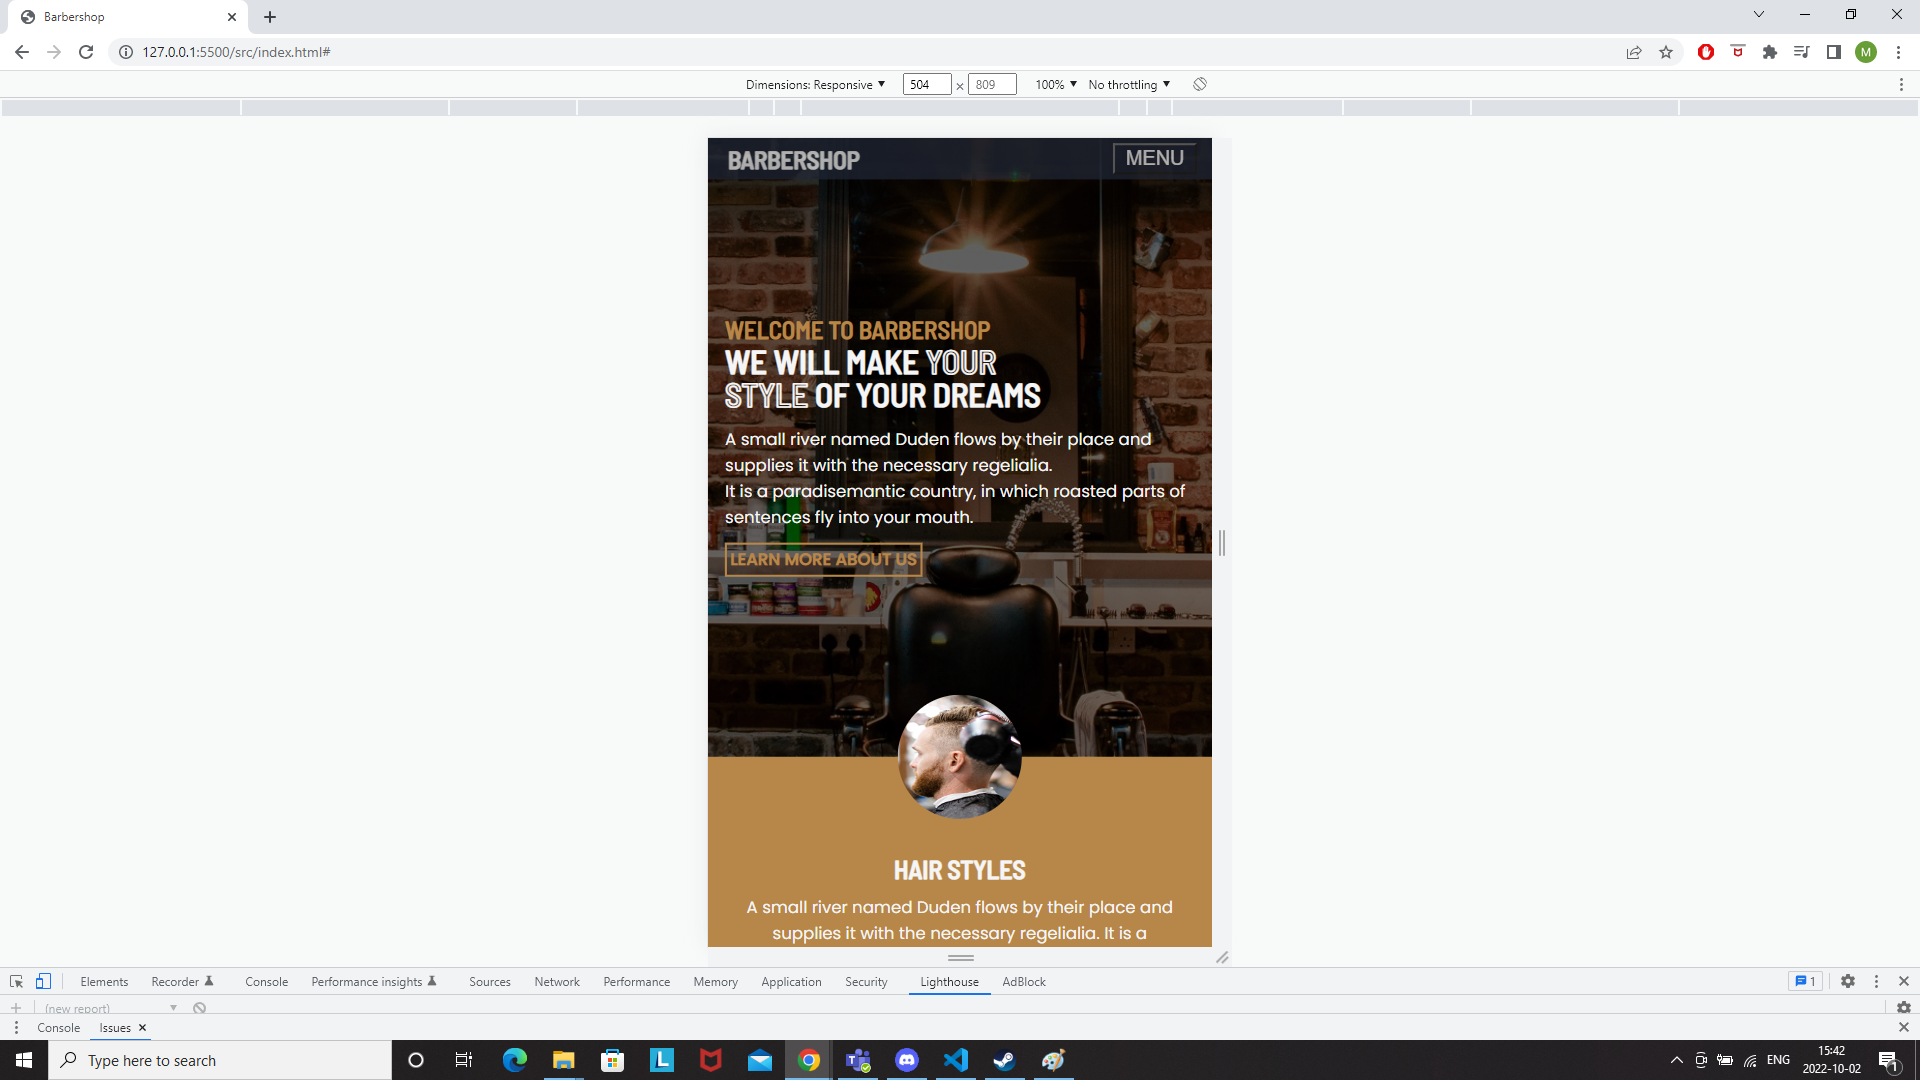 Barbershop
127.0.0.1:5500/src/index.html#
M
Dimensions: Responsive ▼ 504 × 809 100% ▼ No throttling ▼
BARBERSHOP
MENU
WELCOME TO BARBERSHOP
WE WILL MAKE YOUR
STYLE OF YOUR DREAMS
A small river named Duden flows by their place and
supplies it with the necessary regelialia.
It is a paradisemantic country, in which roasted parts of
sentences fly into your mouth.
LEARN MORE ABOUT US
HAIR STYLES
A small river named Duden flows by their place and
supplies it with the necessary regelialia. It is a
Elements Recorder Console Performance insights Sources Network Performance Memory Application Security Lighthouse AdBlock 1
(new report)
Console Issues
Type here to search
L
ENG
15:42
2022-10-02
1